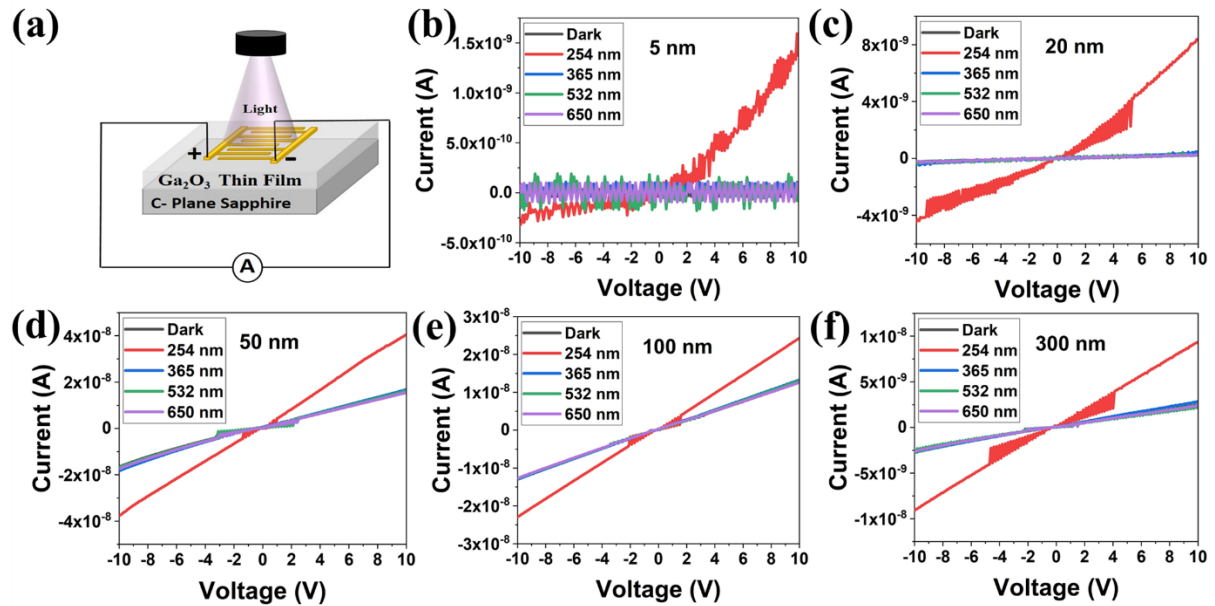 (a)
Light
+
-
Ga₂O₃ Thin Film
C- Plane Sapphire
A
(b)
Current (A)
1.5x10⁻⁹
1.0x10⁻⁹
5.0x10⁻¹⁰
0.0
-5.0x10⁻¹⁰
Dark
254 nm
365 nm
532 nm
650 nm
5 nm
-10 -8 -6 -4 -2 0 2 4 6 8 10
Voltage (V)
(c)
Current (A)
8x10⁻⁹
4x10⁻⁹
0
-4x10⁻⁹
Dark
254 nm
365 nm
532 nm
650 nm
20 nm
-10 -8 -6 -4 -2 0 2 4 6 8 10
Voltage (V)
(d)
Current (A)
4x10⁻⁸
2x10⁻⁸
0
-2x10⁻⁸
-4x10⁻⁸
Dark
254 nm
365 nm
532 nm
650 nm
50 nm
-10 -8 -6 -4 -2 0 2 4 6 8 10
Voltage (V)
(e)
Current (A)
3x10⁻⁸
2x10⁻⁸
1x10⁻⁸
0
-1x10⁻⁸
-2x10⁻⁸
-3x10⁻⁸
Dark
254 nm
365 nm
532 nm
650 nm
100 nm
-10 -8 -6 -4 -2 0 2 4 6 8 10
Voltage (V)
(f)
Current (A)
1x10⁻⁸
5x10⁻⁹
0
-5x10⁻⁹
-1x10⁻⁸
Dark
254 nm
365 nm
532 nm
650 nm
300 nm
-10 -8 -6 -4 -2 0 2 4 6 8 10
Voltage (V)